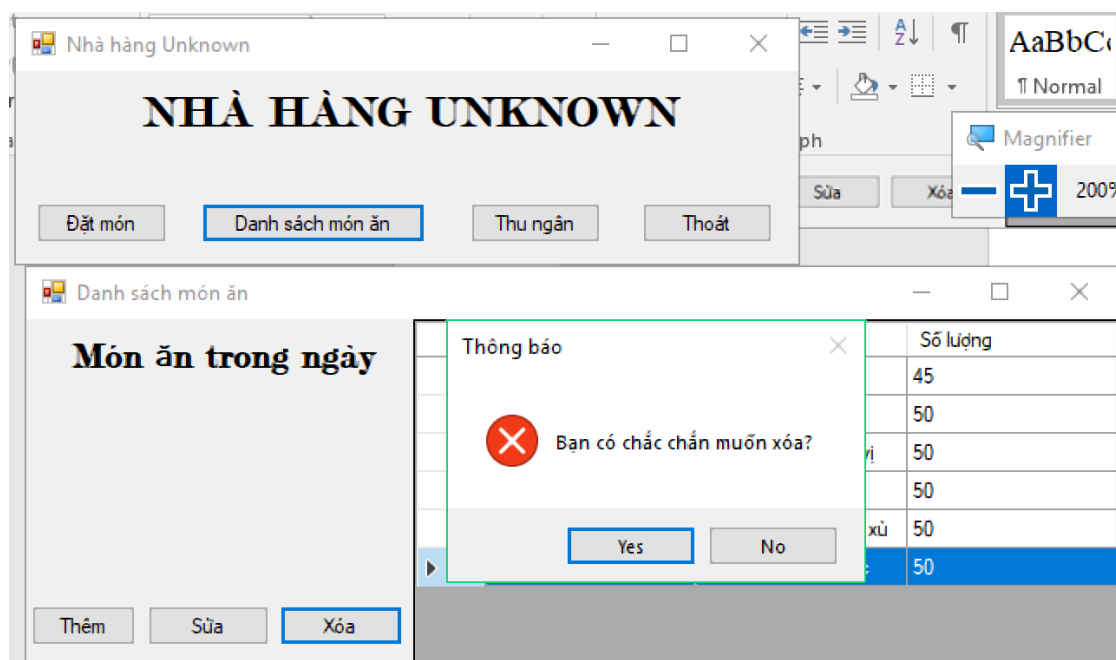 Nhà hàng Unknown
NHÀ HÀNG UNKNOWN
Đặt món
Danh sách món ăn
Thu ngân
Thoát
AaBbC
¶ Normal
ph
Magnifier
200%
Sửa
Xóa
Danh sách món ăn
Món ăn trong ngày
Thông báo
Bạn có chắc chắn muốn xóa?
Yes
No
Số lượng
45
50
vị 50
50
xù 50
50
Thêm
Sửa
Xóa